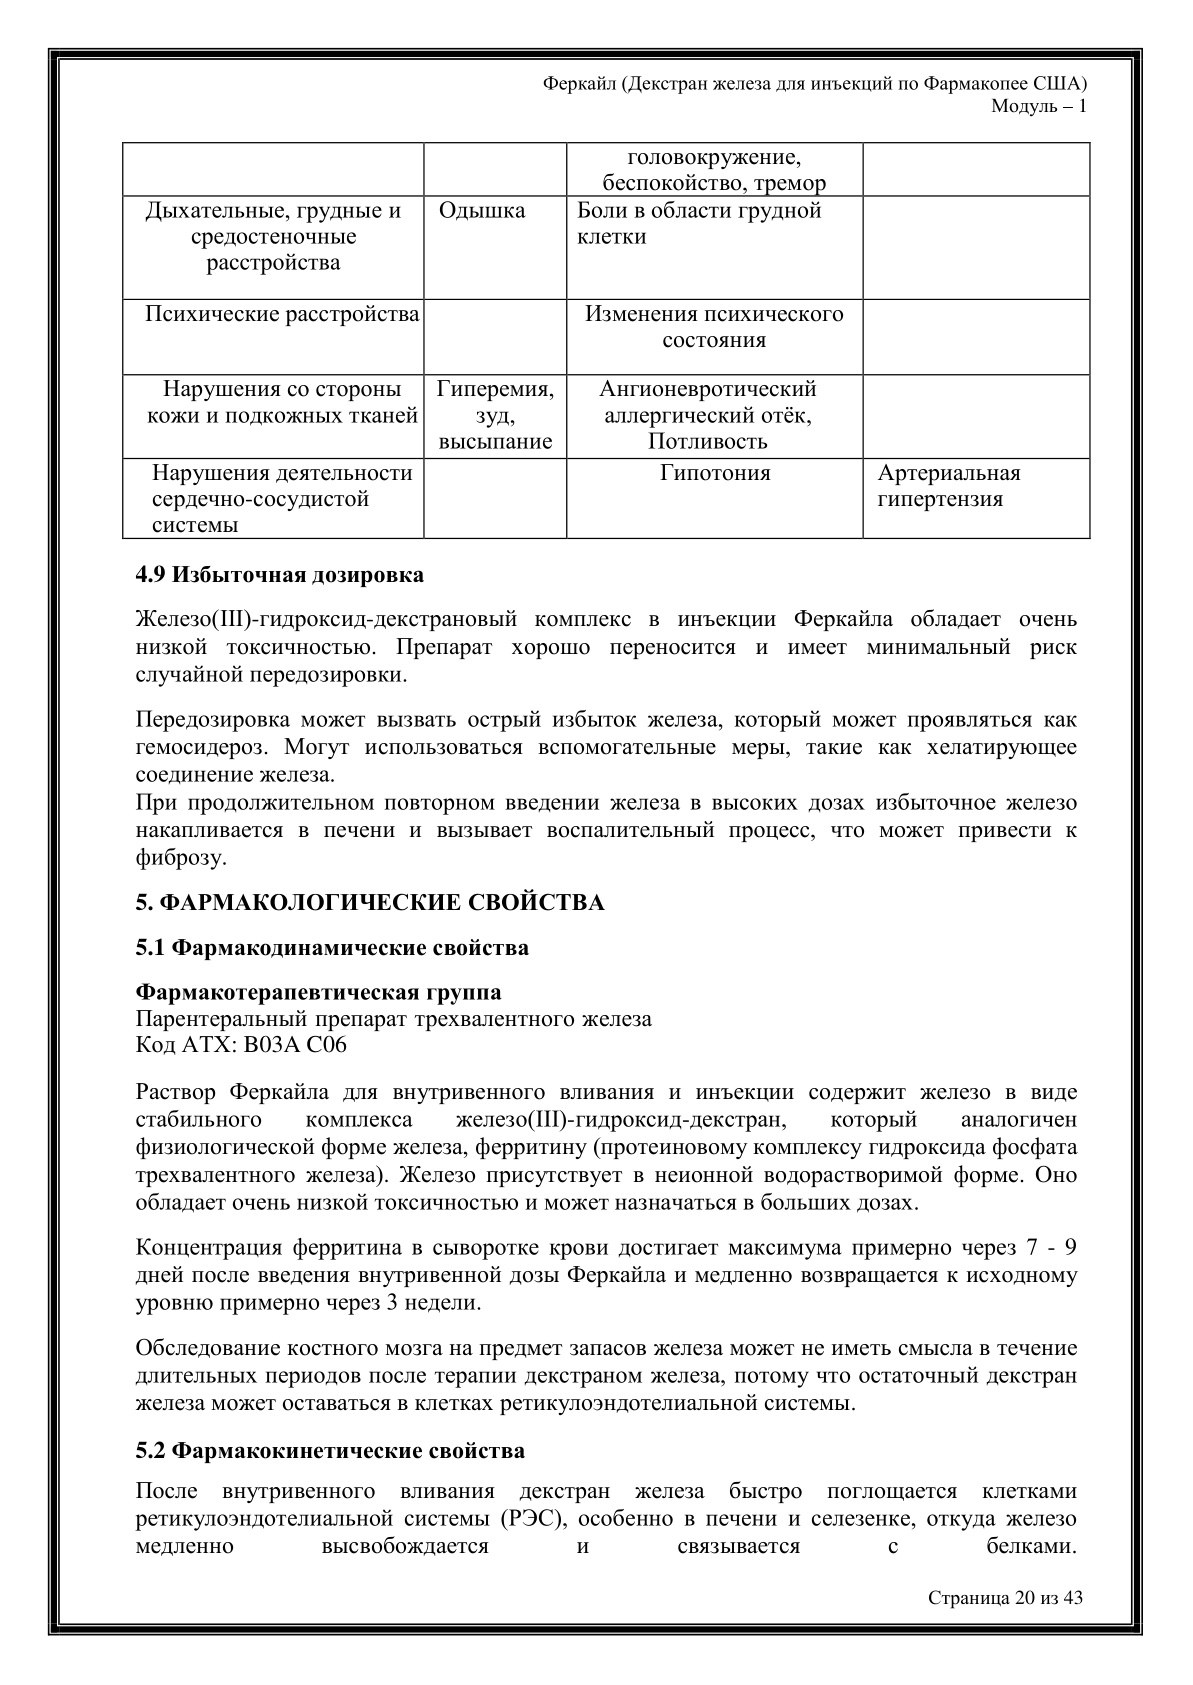 Феркайл (Декстран железа для инъекций по Фармакопее США)
Модуль – 1
головокружение,
беспокойство, тремор
Дыхательные, грудные и
средостеночные
расстройства
Одышка
Боли в области грудной
клетки
Психические расстройства
Изменения психического
состояния
Нарушения со стороны
кожи и подкожных тканей
Гиперемия,
зуд,
высыпание
Ангионевротический
аллергический отёк,
Потливость
Нарушения деятельности
сердечно-сосудистой
системы
Гипотония
Артериальная
гипертензия
4.9 Избыточная дозировка
Железо(III)-гидроксид-декстрановый комплекс в инъекции Феркайла обладает очень
низкой токсичностью. Препарат хорошо переносится и имеет минимальный риск
случайной передозировки.
Передозировка может вызвать острый избыток железа, который может проявляться как
гемосидероз. Могут использоваться вспомогательные меры, такие как хелатирующее
соединение железа.
При продолжительном повторном введении железа в высоких дозах избыточное железо
накапливается в печени и вызывает воспалительный процесс, что может привести к
фиброзу.
5. ФАРМАКОЛОГИЧЕСКИЕ СВОЙСТВА
5.1 Фармакодинамические свойства
Фармакотерапевтическая группа
Парентеральный препарат трехвалентного железа
Код АТХ: B03A C06
Раствор Феркайла для внутривенного вливания и инъекции содержит железо в виде
стабильного комплекса железо(III)-гидроксид-декстран, который аналогичен
физиологической форме железа, ферритину (протеиновому комплексу гидроксида фосфата
трехвалентного железа). Железо присутствует в неионной водорастворимой форме. Оно
обладает очень низкой токсичностью и может назначаться в больших дозах.
Концентрация ферритина в сыворотке крови достигает максимума примерно через 7 - 9
дней после введения внутривенной дозы Феркайла и медленно возвращается к исходному
уровню примерно через 3 недели.
Обследование костного мозга на предмет запасов железа может не иметь смысла в течение
длительных периодов после терапии декстраном железа, потому что остаточный декстран
железа может оставаться в клетках ретикулоэндотелиальной системы.
5.2 Фармакокинетические свойства
После внутривенного вливания декстран железа быстро поглощается клетками
ретикулоэндотелиальной системы (РЭС), особенно в печени и селезенке, откуда железо
медленно высвобождается и связывается с белками.
Страница 20 из 43